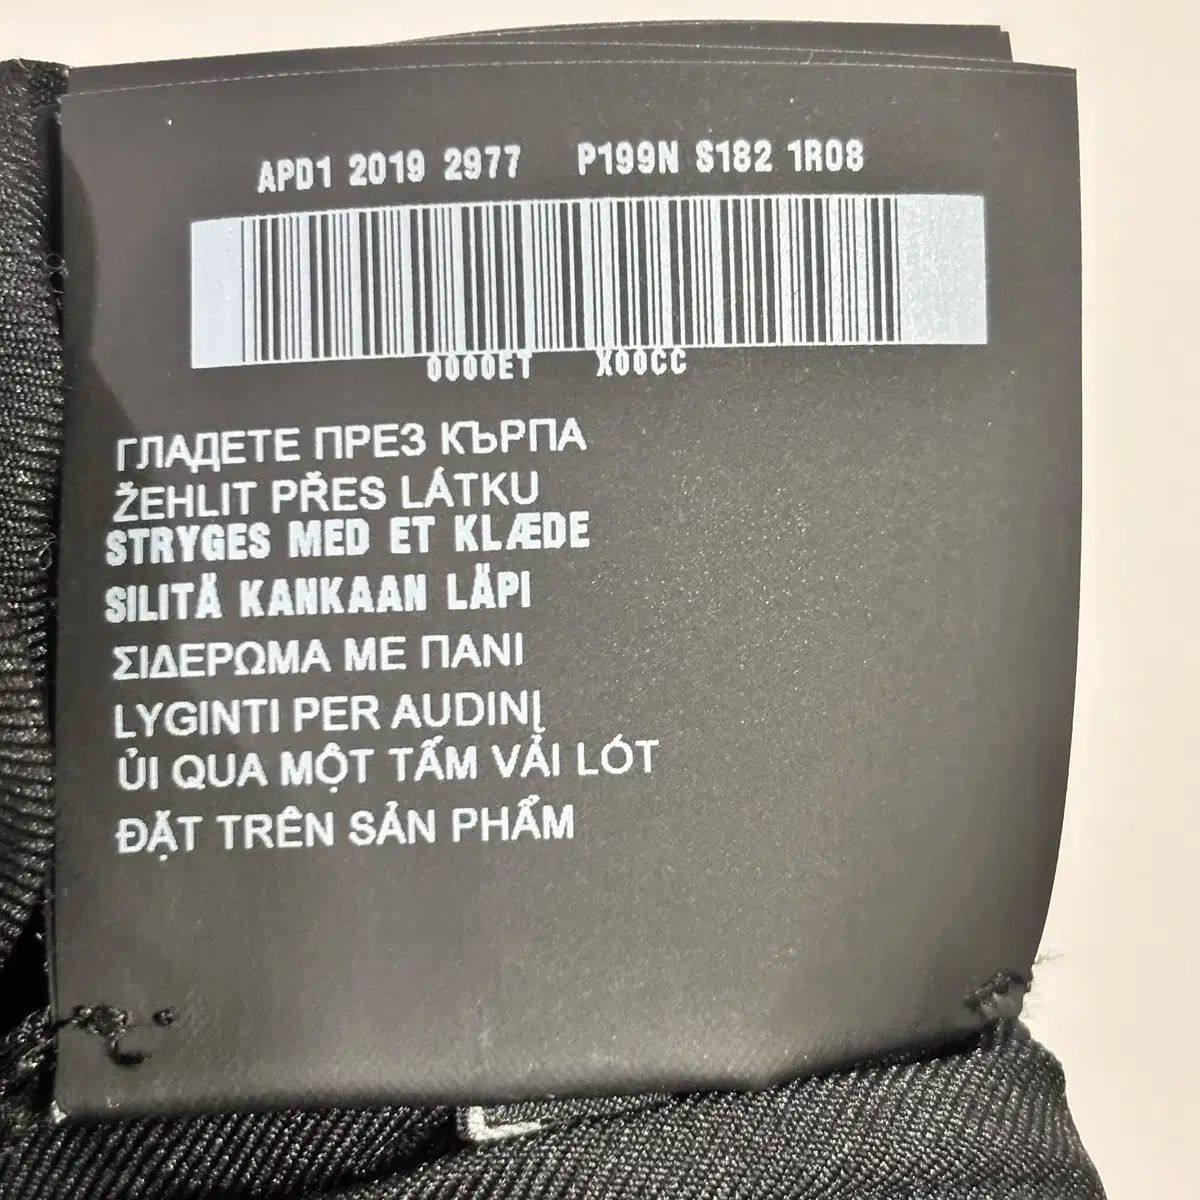 APD1 2019 2977 P199N S182 1R08
0000ET X00CC
ГЛАДЕТЕ ПРЕЗ КЪРПА
ŽEHLIT PŘES LÁTKU
STRYGES MED ET KLÆDE
SILITÄ KANKAAN LÄPI
ΣΙΔΕΡΩΜΑ ΜΕ ΠΑΝΙ
LYGINTI PER AUDINĮ
ỦI QUA MỘT TẤM VẢI LÓT
ĐẶT TRÊN SẢN PHẨM